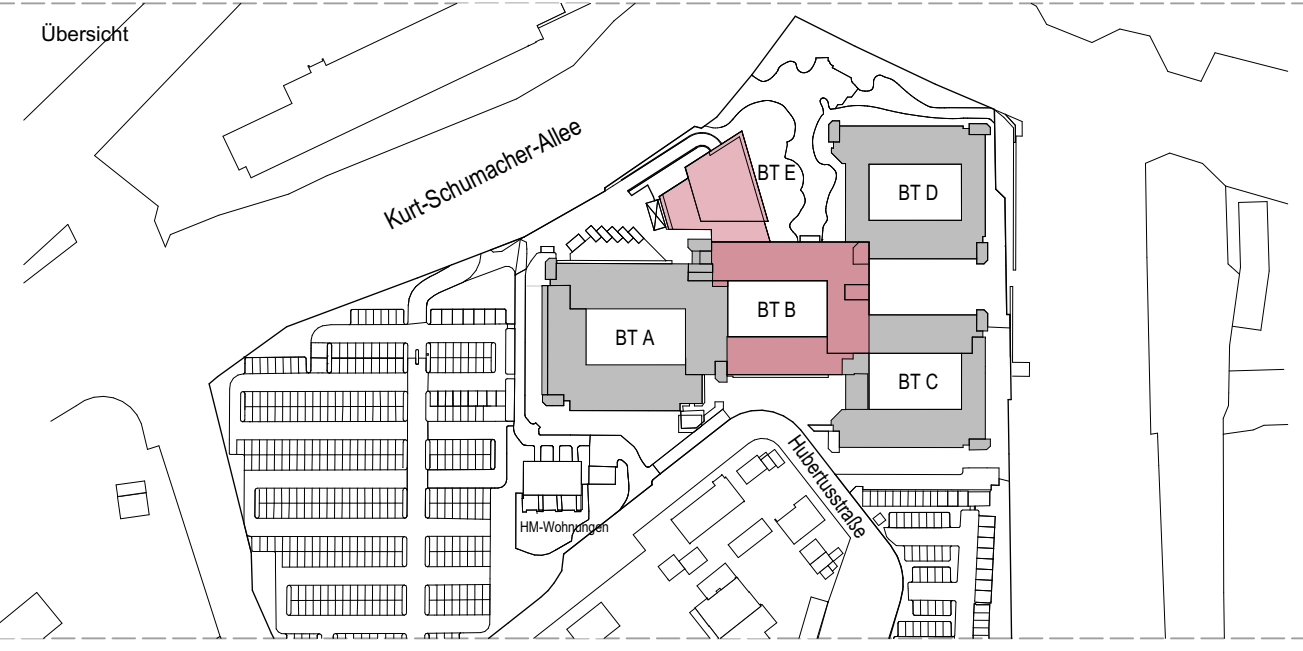 Übersicht
Kurt-Schumacher-Allee
BT E
BT D
BT B
BT A
BT C
Hubertusstraße
HM-Wohnungen